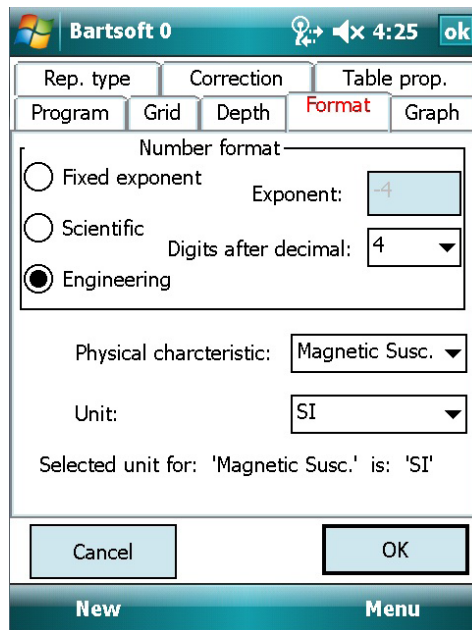 Bartsoft 0 4:25 ok
Rep. type Correction Table prop.
Program Grid Depth Format Graph
Number format
Fixed exponent
Exponent: -4
Scientific
Digits after decimal: 4
Engineering
Physical charcteristic: Magnetic Susc.
Unit: SI
Selected unit for: 'Magnetic Susc.' is: 'SI'
Cancel OK
New Menu